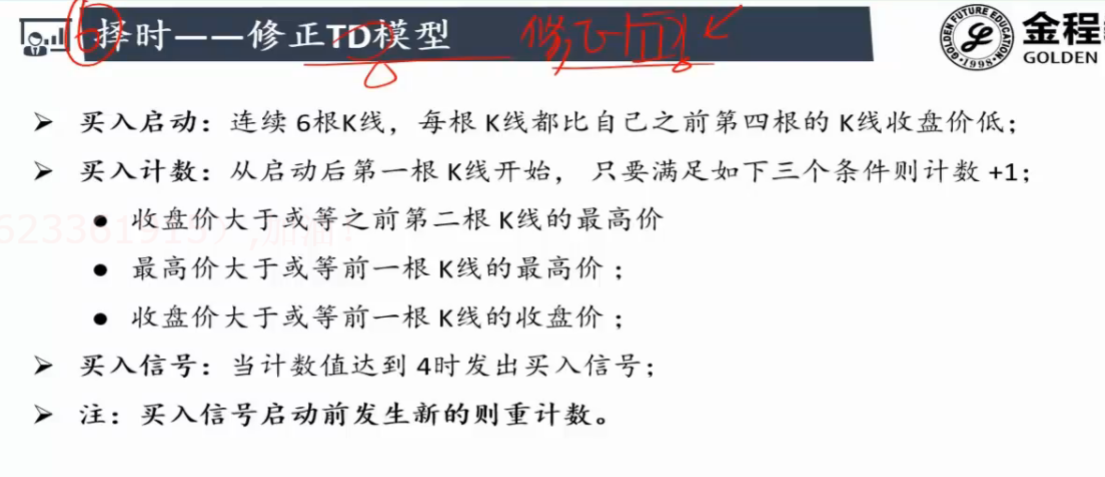 择时——修正TD模型
GOLDEN FUTURE EDUCATION
·1998·
金程
GOLDEN
➢ 买入启动：连续 6根K线，每根 K线都比自己之前第四根的 K线收盘价低；
➢ 买入计数：从启动后第一根 K线开始， 只要满足如下三个条件则计数 +1；
● 收盘价大于或等之前第二根 K线的最高价
● 最高价大于或等前一根 K线的最高价；
● 收盘价大于或等前一根 K线的收盘价；
➢ 买入信号：当计数值达到 4时发出买入信号；
➢ 注：买入信号启动前发生新的则重计数。